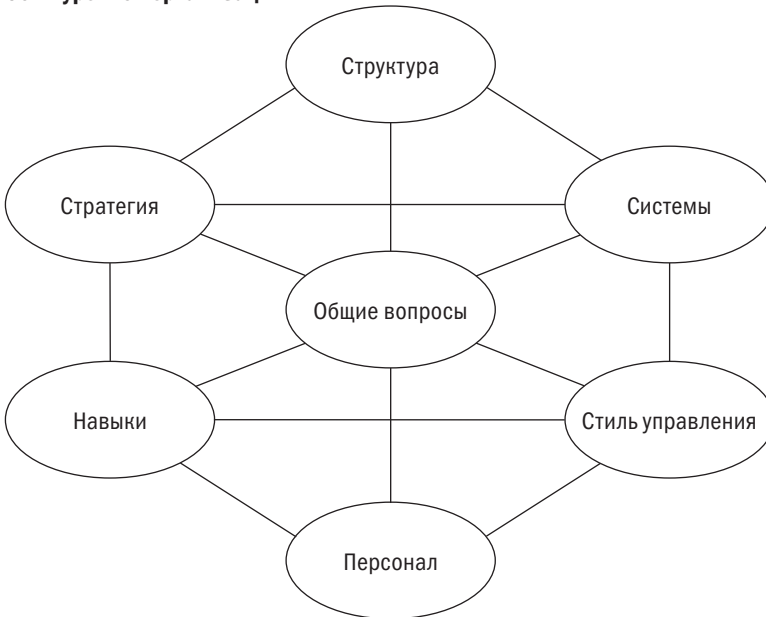 Структура
Стратегия
Системы
Общие вопросы
Навыки
Стиль управления
Персонал